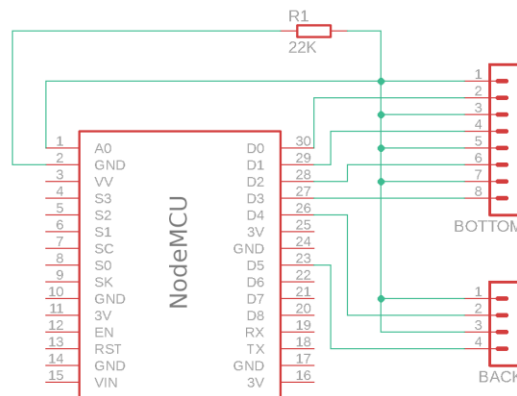 R1
22K
1
2
3
4
5
6
7
8
BOTTOM
1 A0 D0 30
2 GND D1 29
3 VV D2 28
4 S3 D3 27
5 S2 D4 26
6 S1 3V 25
7 SC GND 24
8 S0 D5 23
9 SK D6 22
10 GND D7 21
11 3V D8 20
12 EN RX 19
13 RST TX 18
14 GND GND 17
15 VIN 3V 16
NodeMCU
1
2
3
4
BACK